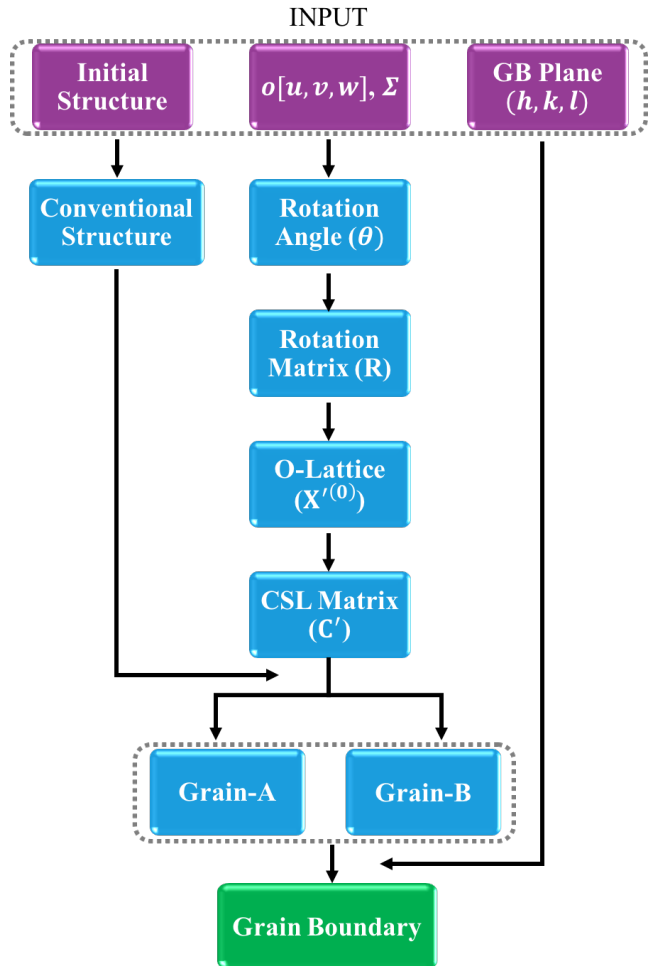 INPUT
Initial
Structure
o[u, v, w], Σ
GB Plane
(h, k, l)
Conventional
Structure
Rotation
Angle (θ)
Rotation
Matrix (R)
O-Lattice
(X′⁽⁰⁾)
CSL Matrix
(C′)
Grain-A
Grain-B
Grain Boundary